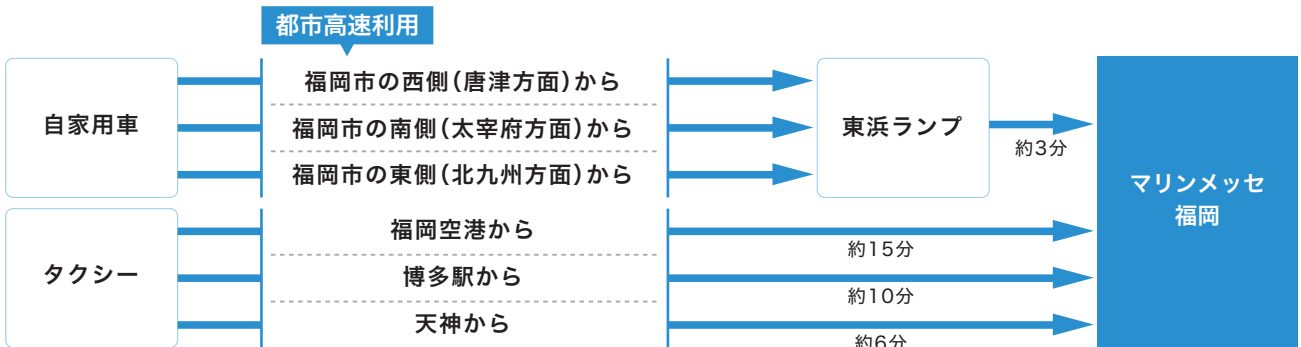 都市高速利用
自家用車
福岡市の西側(唐津方面)から
福岡市の南側(太宰府方面)から
福岡市の東側(北九州方面)から
東浜ランプ
約3分
マリンメッセ
福岡
タクシー
福岡空港から
約15分
博多駅から
約10分
天神から
約6分